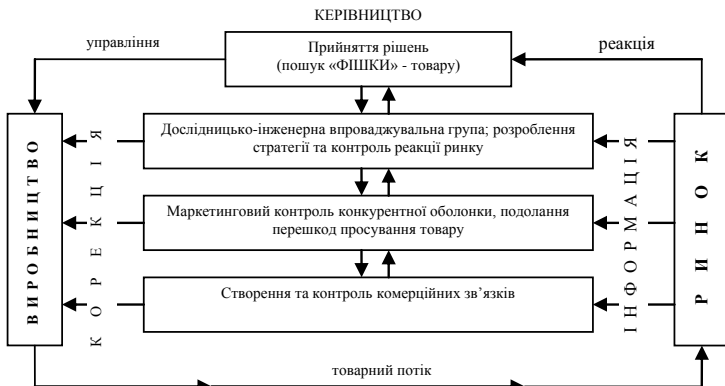 КЕРІВНИЦТВО
управління
Прийняття рішень
(пошук «ФІШКИ» - товару)
реакція
ВИРОБНИЦТВО
КОРЕКЦІЯ
Дослідницько-інженерна впроваджувальна група; розроблення
стратегії та контроль реакції ринку
Маркетинговий контроль конкурентної оболонки, подолання
перешкод просування товару
Створення та контроль комерційних зв’язків
ІНФОРМАЦІЯ
РИНОК
товарний потік